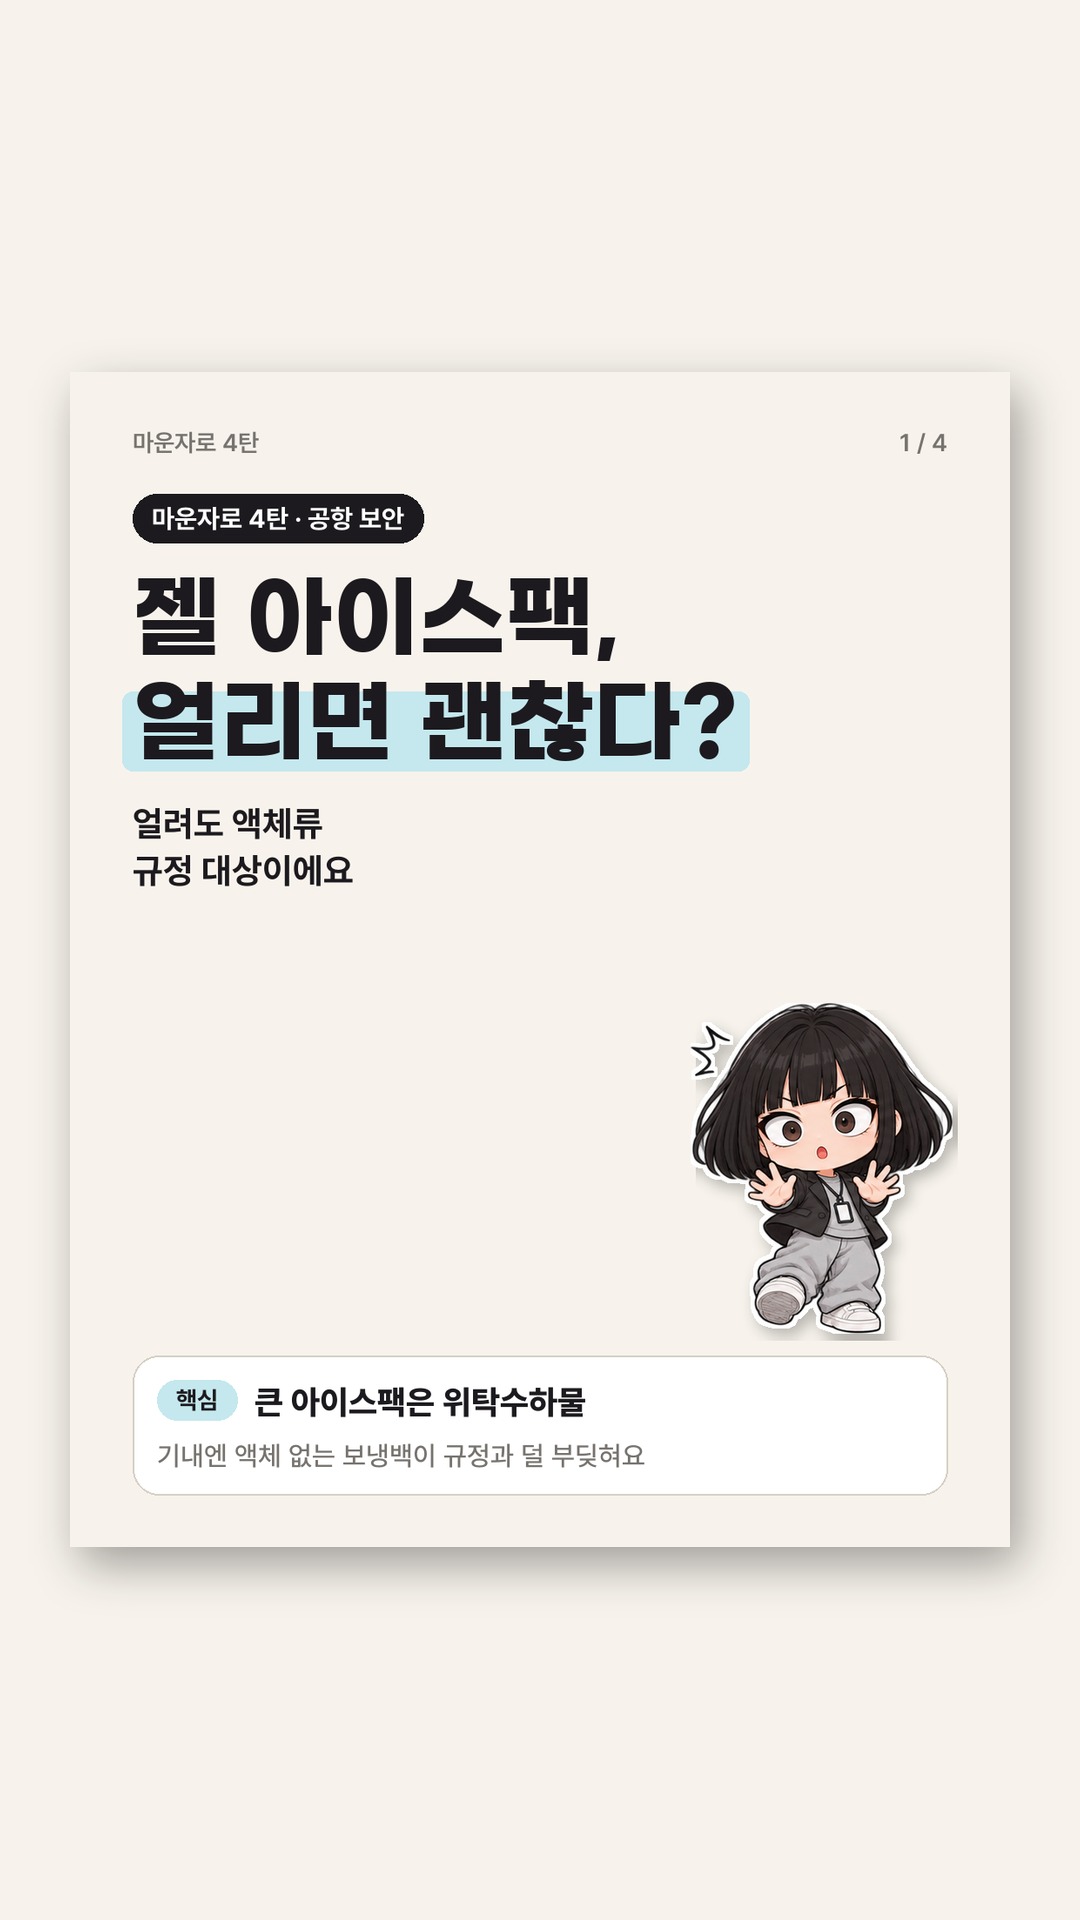 마운자로 4탄
1 / 4
마운자로 4탄 · 공항 보안
젤 아이스팩,
얼리면 괜찮다?
얼려도 액체류
규정 대상이에요
핵심 큰 아이스팩은 위탁수하물
기내엔 액체 없는 보냉백이 규정과 덜 부딪혀요